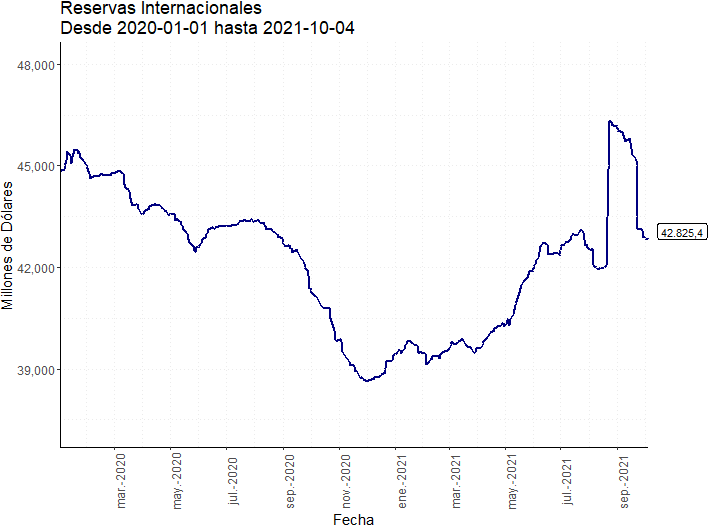 Reservas Internacionales
Desde 2020-01-01 hasta 2021-10-04
Millones de Dólares
48,000
45,000
42,000
39,000
42.825,4
mar.-2020
may.-2020
jul.-2020
sep.-2020
nov.-2020
ene.-2021
mar.-2021
may.-2021
jul.-2021
sep.-2021
Fecha